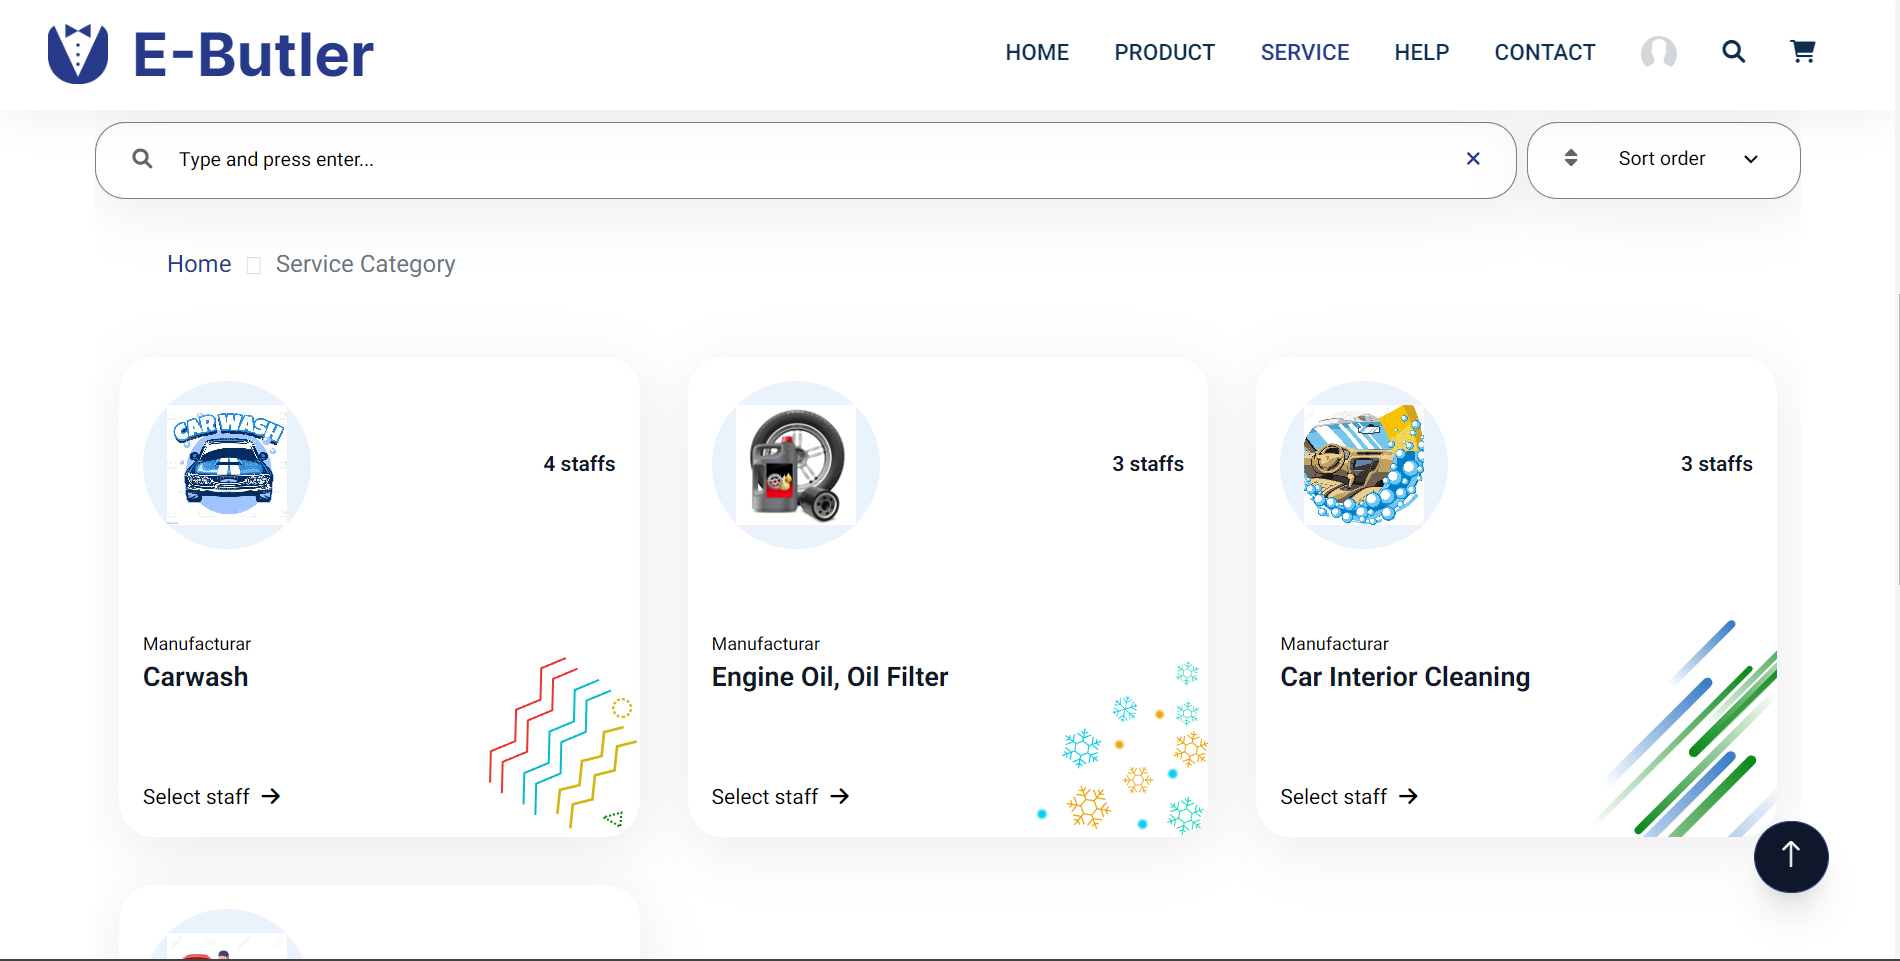 E-Butler
HOME PRODUCT SERVICE HELP CONTACT
Type and press enter...
Sort order
Home Service Category
CAR WASH
4 staffs
3 staffs
3 staffs
Manufacturar
Carwash
Manufacturar
Engine Oil, Oil Filter
Manufacturar
Car Interior Cleaning
Select staff
Select staff
Select staff